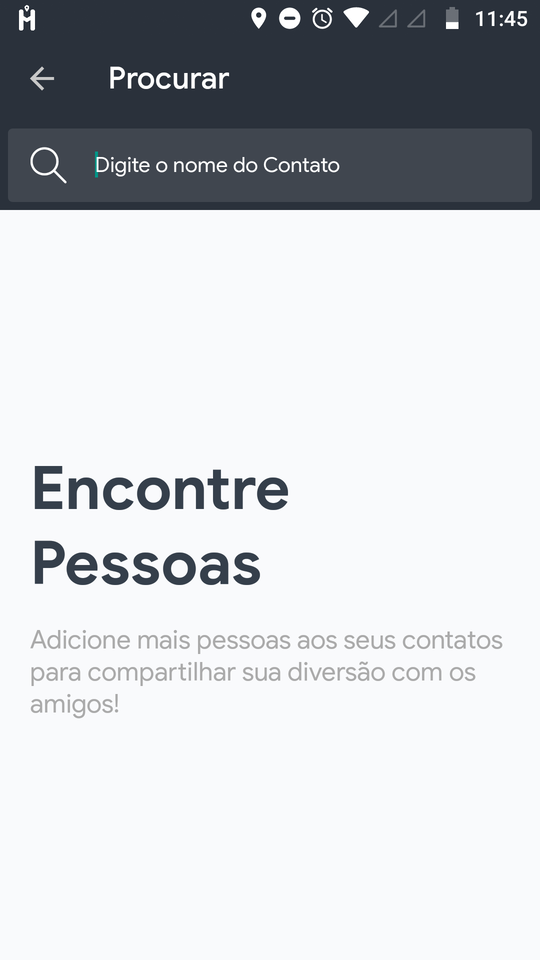 11:45
Procurar
Digite o nome do Contato
Encontre
Pessoas
Adicione mais pessoas aos seus contatos
para compartilhar sua diversão com os
amigos!